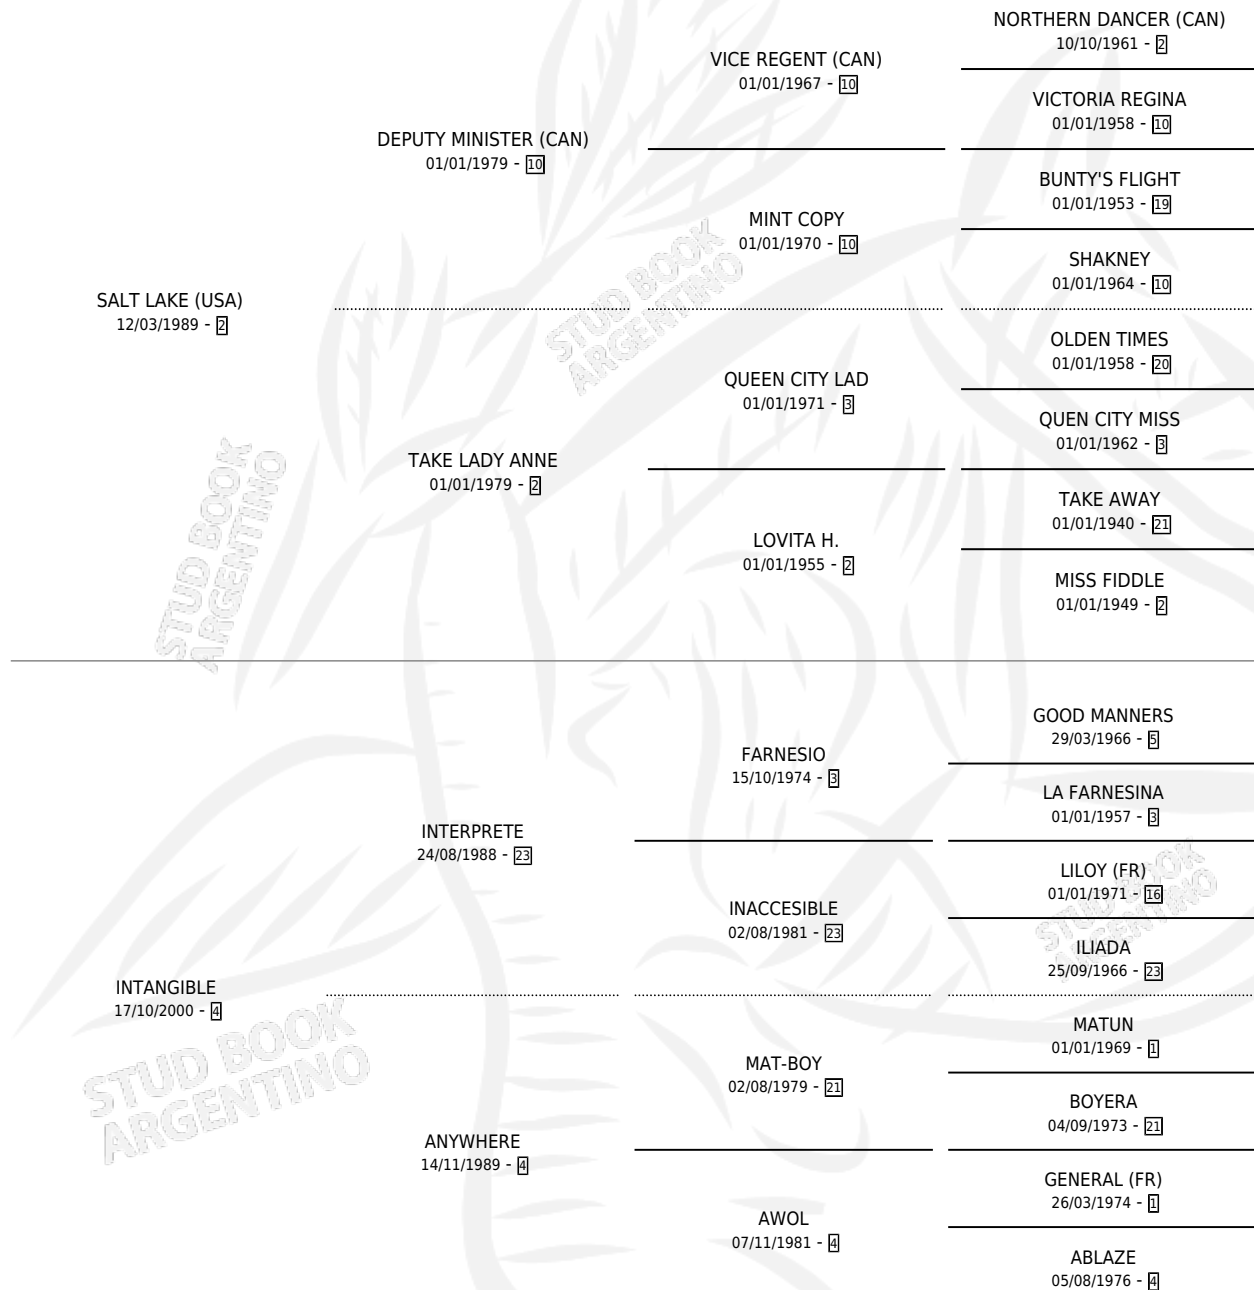 NORTHERN DANCER (CAN)
10/10/1961 - 2
VICE REGENT (CAN)
01/01/1967 - 10
VICTORIA REGINA
01/01/1958 - 10
DEPUTY MINISTER (CAN)
01/01/1979 - 10
BUNTY'S FLIGHT
01/01/1953 - 19
MINT COPY
01/01/1970 - 10
SHAKNEY
01/01/1964 - 10
SALT LAKE (USA)
12/03/1989 - 2
STUD BOOK
ARGENTINO
OLDEN TIMES
01/01/1958 - 20
QUEEN CITY LAD
01/01/1971 - 3
QUEN CITY MISS
01/01/1962 - 3
TAKE LADY ANNE
01/01/1979 - 2
TAKE AWAY
01/01/1940 - 21
LOVITA H.
01/01/1955 - 2
MISS FIDDLE
01/01/1949 - 2
STUD BOOK
ARGENTINO
GOOD MANNERS
29/03/1966 - 5
FARNESIO
15/10/1974 - 3
LA FARNESINA
01/01/1957 - 3
INTERPRETE
24/08/1988 - 23
LILOY (FR)
01/01/1971 - 16
INACCESIBLE
02/08/1981 - 23
ILIADA
25/09/1966 - 23
STUD BOOK
ARGENTINO
INTANGIBLE
17/10/2000 - 4
STUD BOOK
ARGENTINO
MATUN
01/01/1969 - 1
MAT-BOY
02/08/1979 - 21
BOYERA
04/09/1973 - 21
ANYWHERE
14/11/1989 - 4
GENERAL (FR)
26/03/1974 - 1
AWOL
07/11/1981 - 4
ABLAZE
05/08/1976 - 4